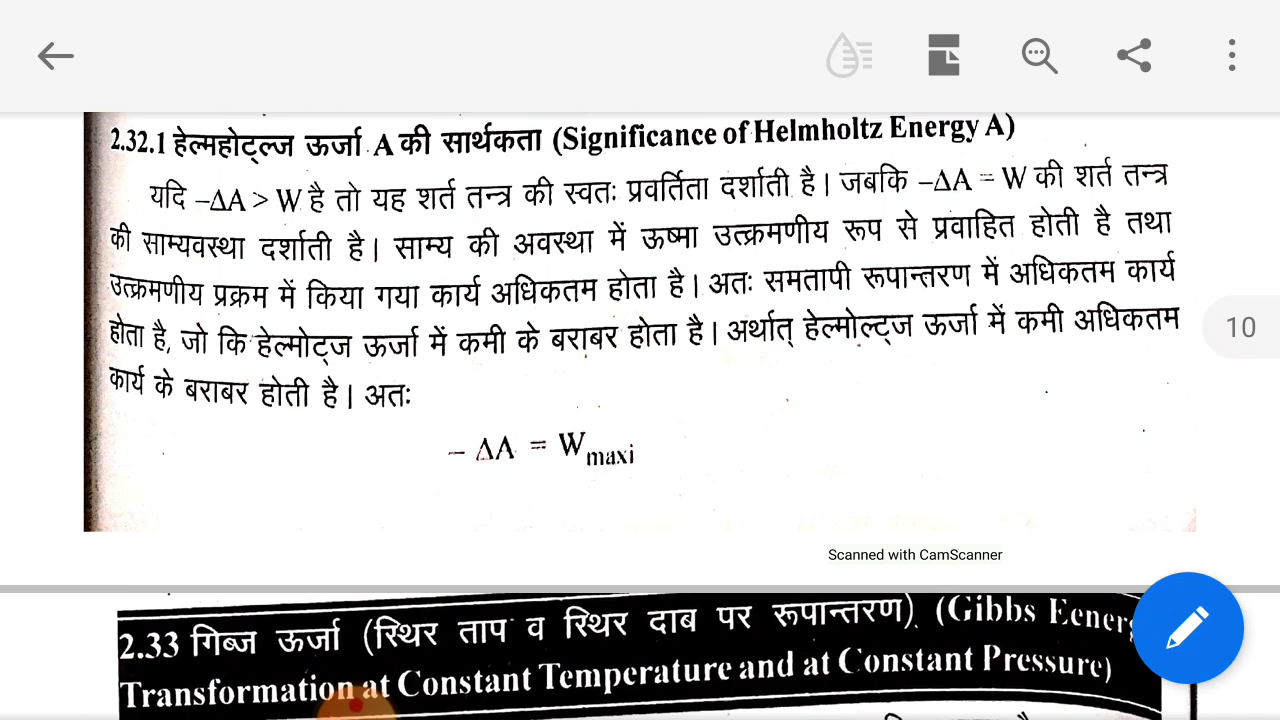 2.32.1 हेल्महोट्ल्ज ऊर्जा A की सार्थकता (Significance of Helmholtz Energy A)
यदि –ΔA > W है तो यह शर्त तन्त्र की स्वतः प्रवर्तिता दर्शाती है। जबकि –ΔA = W की शर्त तन्त्र
की साम्यवस्था दर्शाती है। साम्य की अवस्था में ऊष्मा उत्क्रमणीय रूप से प्रवाहित होती है तथा
उत्क्रमणीय प्रक्रम में किया गया कार्य अधिकतम होता है। अतः समतापी रूपान्तरण में अधिकतम कार्य
होता है, जो कि हेल्मोट्ज ऊर्जा में कमी के बराबर होता है। अर्थात् हेल्मोल्ट्ज ऊर्जा में कमी अधिकतम
कार्य के बराबर होती है। अतः
– ΔA = Wmaxi
10
Scanned with CamScanner
2.33 गिब्ज ऊर्जा (स्थिर ताप व स्थिर दाब पर रूपान्तरण) (Gibbs
Transformation at Constant Temperature and at Constant Pressure)